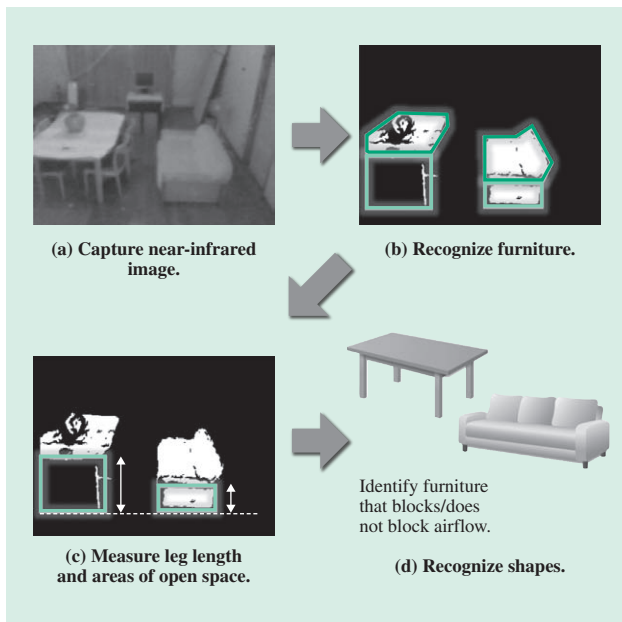 (a) Capture near-infrared
image.
(b) Recognize furniture.
(c) Measure leg length
and areas of open space.
Identify furniture
that blocks/does
not block airflow.
(d) Recognize shapes.